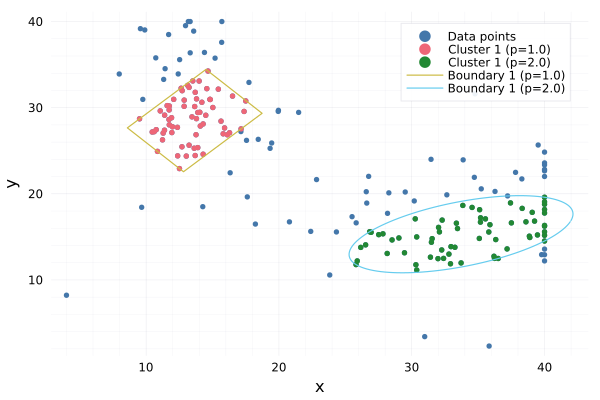 40
30
20
10
y
10
20
30
40
x
Data points
Cluster 1 (p=1.0)
Cluster 1 (p=2.0)
Boundary 1 (p=1.0)
Boundary 1 (p=2.0)